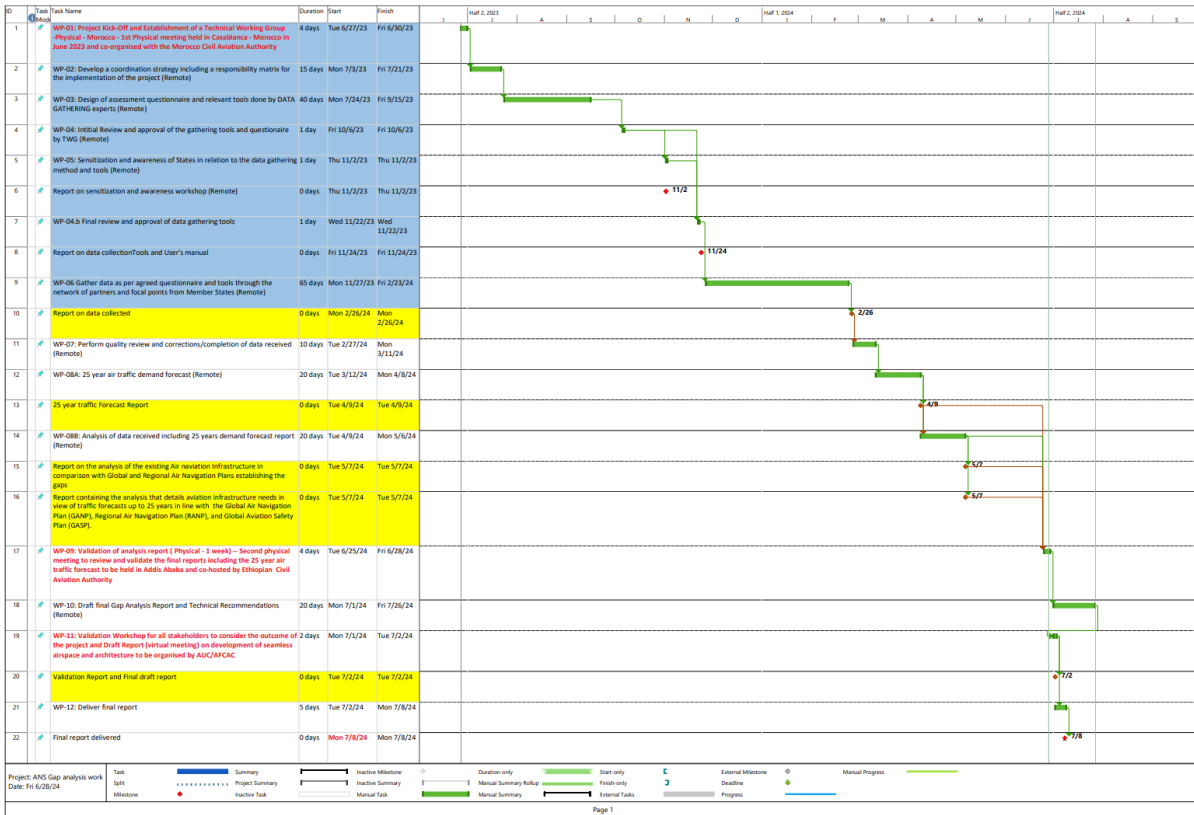 ID Task Mode Task Name Duration Start Finish
Half 2, 2023 Half 1, 2024 Half 2, 2024
J J A S O N D J F M A M J J A S
1 WP-01: Project Kick-Off and Establishment of a Technical Working Group 4 days Tue 6/27/23 Fri 6/30/23
-Physical - Morocco - 1st Physical meeting held in Casablanca - Morocco in
June 2023 and co-organised with the Morocco Civil Aviation Authority
2 WP-02: Develop a coordination strategy including a responsibility matrix for 15 days Mon 7/3/23 Fri 7/21/23
the implementation of the project (Remote)
3 WP-03: Design of assessment questionnaire and relevant tools done by DATA 40 days Mon 7/24/23 Fri 9/15/23
GATHERING experts (Remote)
4 WP-04: Intitial Review and approval of the gathering tools and questionaire 1 day Fri 10/6/23 Fri 10/6/23
by TWG (Remote)
5 WP-05: Sensitization and awareness of States in relation to the data gathering 1 day Thu 11/2/23 Thu 11/2/23
method and tools (Remote)
6 Report on sensitization and awareness workshop (Remote) 0 days Thu 11/2/23 Thu 11/2/23 11/2
7 WP-04.b Final review and approval of data gathering tools 1 day Wed 11/22/23 Wed
11/22/23
8 Report on data collectionTools and User's manual 0 days Fri 11/24/23 Fri 11/24/23 11/24
9 WP-06 Gather data as per agreed questionnaire and tools through the 65 days Mon 11/27/23 Fri 2/23/24
network of partners and focal points from Member States (Remote)
10 Report on data collected 0 days Mon 2/26/24 Mon 2/26
2/26/24
11 WP-07: Perform quality review and corrections/completion of data received 10 days Tue 2/27/24 Mon
(Remote) 3/11/24
12 WP-08A: 25 year air traffic demand forecast (Remote) 20 days Tue 3/12/24 Mon 4/8/24
13 25 year traffic Forecast Report 0 days Tue 4/9/24 Tue 4/9/24 4/9
14 WP-08B: Analysis of data received including 25 years demand forecast report 20 days Tue 4/9/24 Mon 5/6/24
(Remote)
15 Report on the analysis of the existing Air naviation Infrastructure in 0 days Tue 5/7/24 Tue 5/7/24 5/7
comparison with Global and Regional Air Navigation Plans establishing the
gaps
16 Report containing the analysis that details aviation infrastructure needs in 0 days Tue 5/7/24 Tue 5/7/24 5/7
view of traffic forecasts up to 25 years in line with the Global Air Navigation
Plan (GANP), Regional Air Navigation Plan (RANP), and Global Aviation Safety
Plan (GASP).
17 WP-09: Validation of analysis report ( Physical - 1 week) -- Second physical 4 days Tue 6/25/24 Fri 6/28/24
meeting to review and validate the final reports including the 25 year air
traffic forecast to be held in Addis Ababa and co-hosted by Ethiopian Civil
Aviation Authority
18 WP-10: Draft final Gap Analysis Report and Technical Recommendations 20 days Mon 7/1/24 Fri 7/26/24
(Remote)
19 WP-11: Validation Workshop for all stakeholders to consider the outcome of 2 days Mon 7/1/24 Tue 7/2/24
the project and Draft Report (virtual meeting) on development of seamless
airspace and architecture to be organised by AUC/AFCAC
20 Validation Report and Final draft report 0 days Tue 7/2/24 Tue 7/2/24 7/2
21 WP-12: Deliver final report 5 days Tue 7/2/24 Mon 7/8/24
22 Final report delivered 0 days Mon 7/8/24 Mon 7/8/24 7/8
Project: ANS Gap analysis work
Date: Fri 6/28/24
Task Summary Inactive Milestone Duration-only Start-only External Milestone Manual Progress
Split Project Summary Inactive Summary Manual Summary Rollup Finish-only Deadline
Milestone Inactive Task Manual Task Manual Summary External Tasks Progress
Page 1